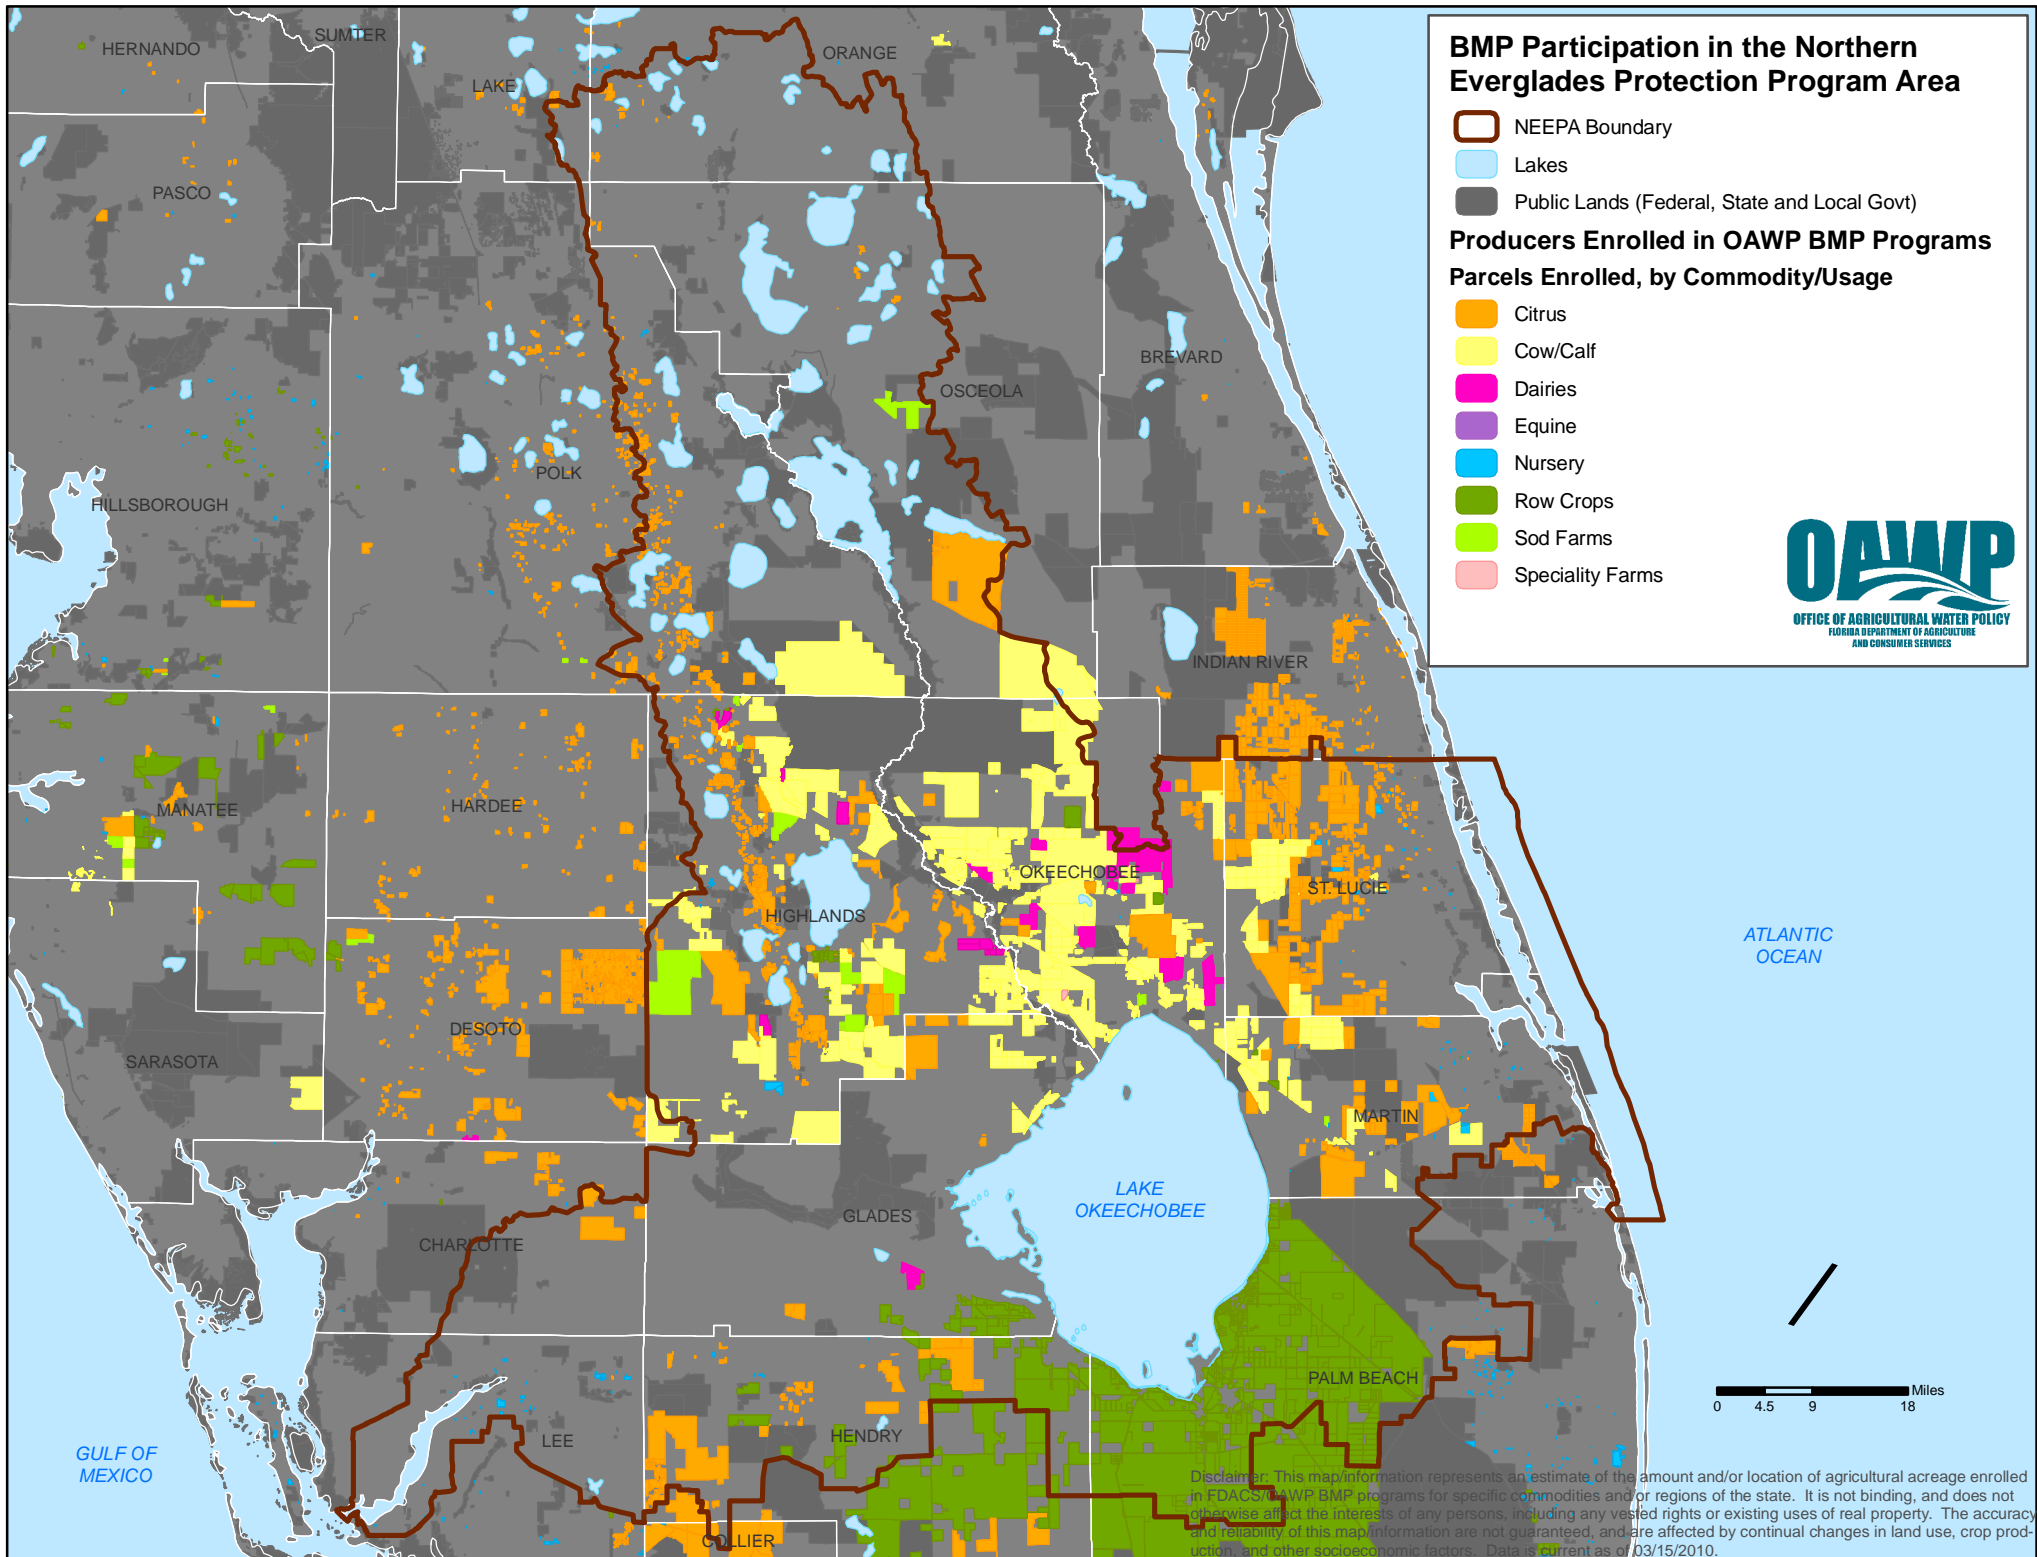 BMP Participation in the Northern
Everglades Protection Program Area
NEEPA Boundary
Lakes
Public Lands (Federal, State and Local Govt)
Producers Enrolled in OAWP BMP Programs
Parcels Enrolled, by Commodity/Usage
Citrus
Cow/Calf
Dairies
Equine
Nursery
Row Crops
Sod Farms
Speciality Farms
OAWP
OFFICE OF AGRICULTURAL WATER POLICY
FLORIDA DEPARTMENT OF AGRICULTURE
AND CONSUMER SERVICES
HERNANDO
SUMTER
ORANGE
LAKE
PASCO
BREVARD
OSCEOLA
POLK
HILLSBOROUGH
INDIAN RIVER
MANATEE
HARDEE
OKEECHOBEE
ST. LUCIE
HIGHLANDS
ATLANTIC
OCEAN
DESOTO
SARASOTA
MARTIN
LAKE
OKEECHOBEE
GLADES
CHARLOTTE
PALM BEACH
HENDRY
LEE
GULF OF
MEXICO
COLLIER
Miles
0 4.5 9 18
Disclaimer: This map/information represents an estimate of the amount and/or location of agricultural acreage enrolled
in FDACS/OAWP BMP programs for specific commodities and/or regions of the state. It is not binding, and does not
otherwise affect the interests of any persons, including any vested rights or existing uses of real property. The accuracy
and reliability of this map/information are not guaranteed, and are affected by continual changes in land use, crop prod-
uction, and other socioeconomic factors. Data is current as of 03/15/2010.